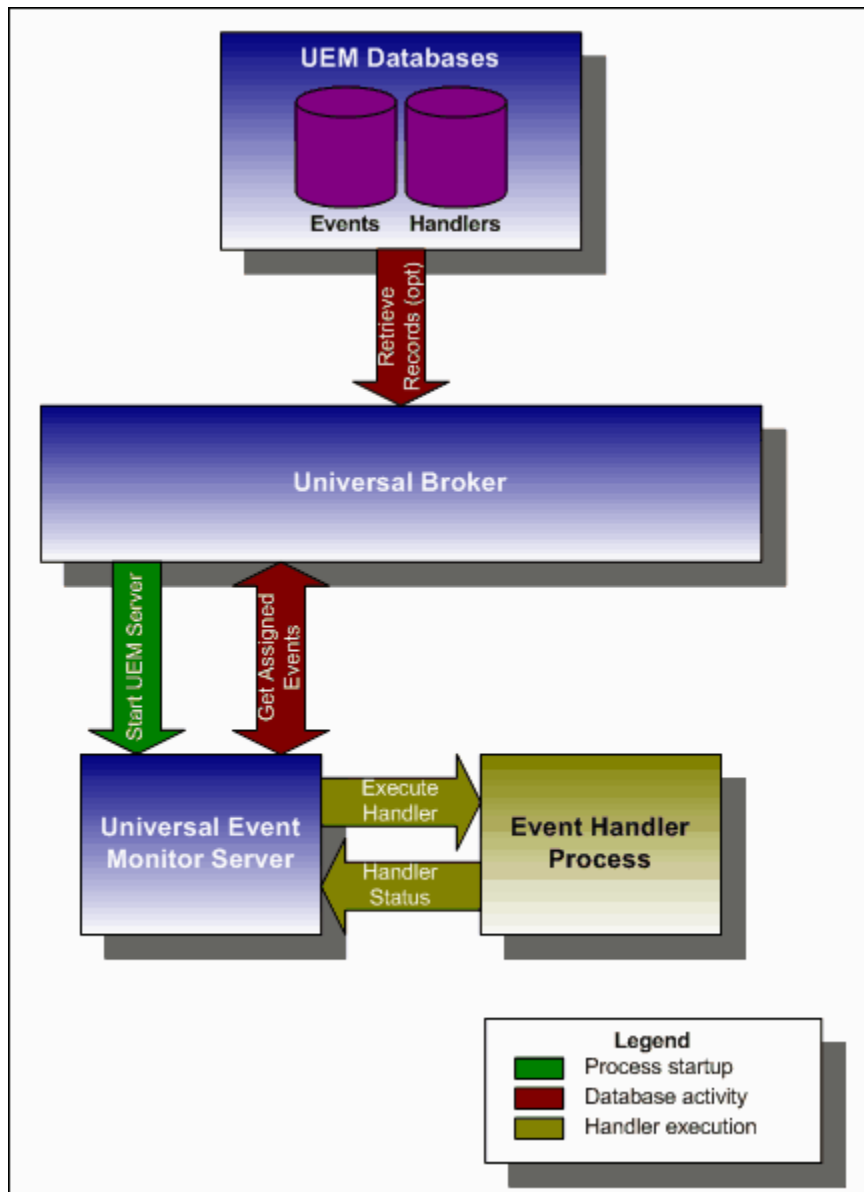 UEM Databases
Events
Handlers
Retrieve
Records (opt)
Universal Broker
Start UEM Server
Get Assigned
Events
Universal Event
Monitor Server
Execute
Handler
Handler
Status
Event Handler
Process
Legend
Process startup
Database activity
Handler execution